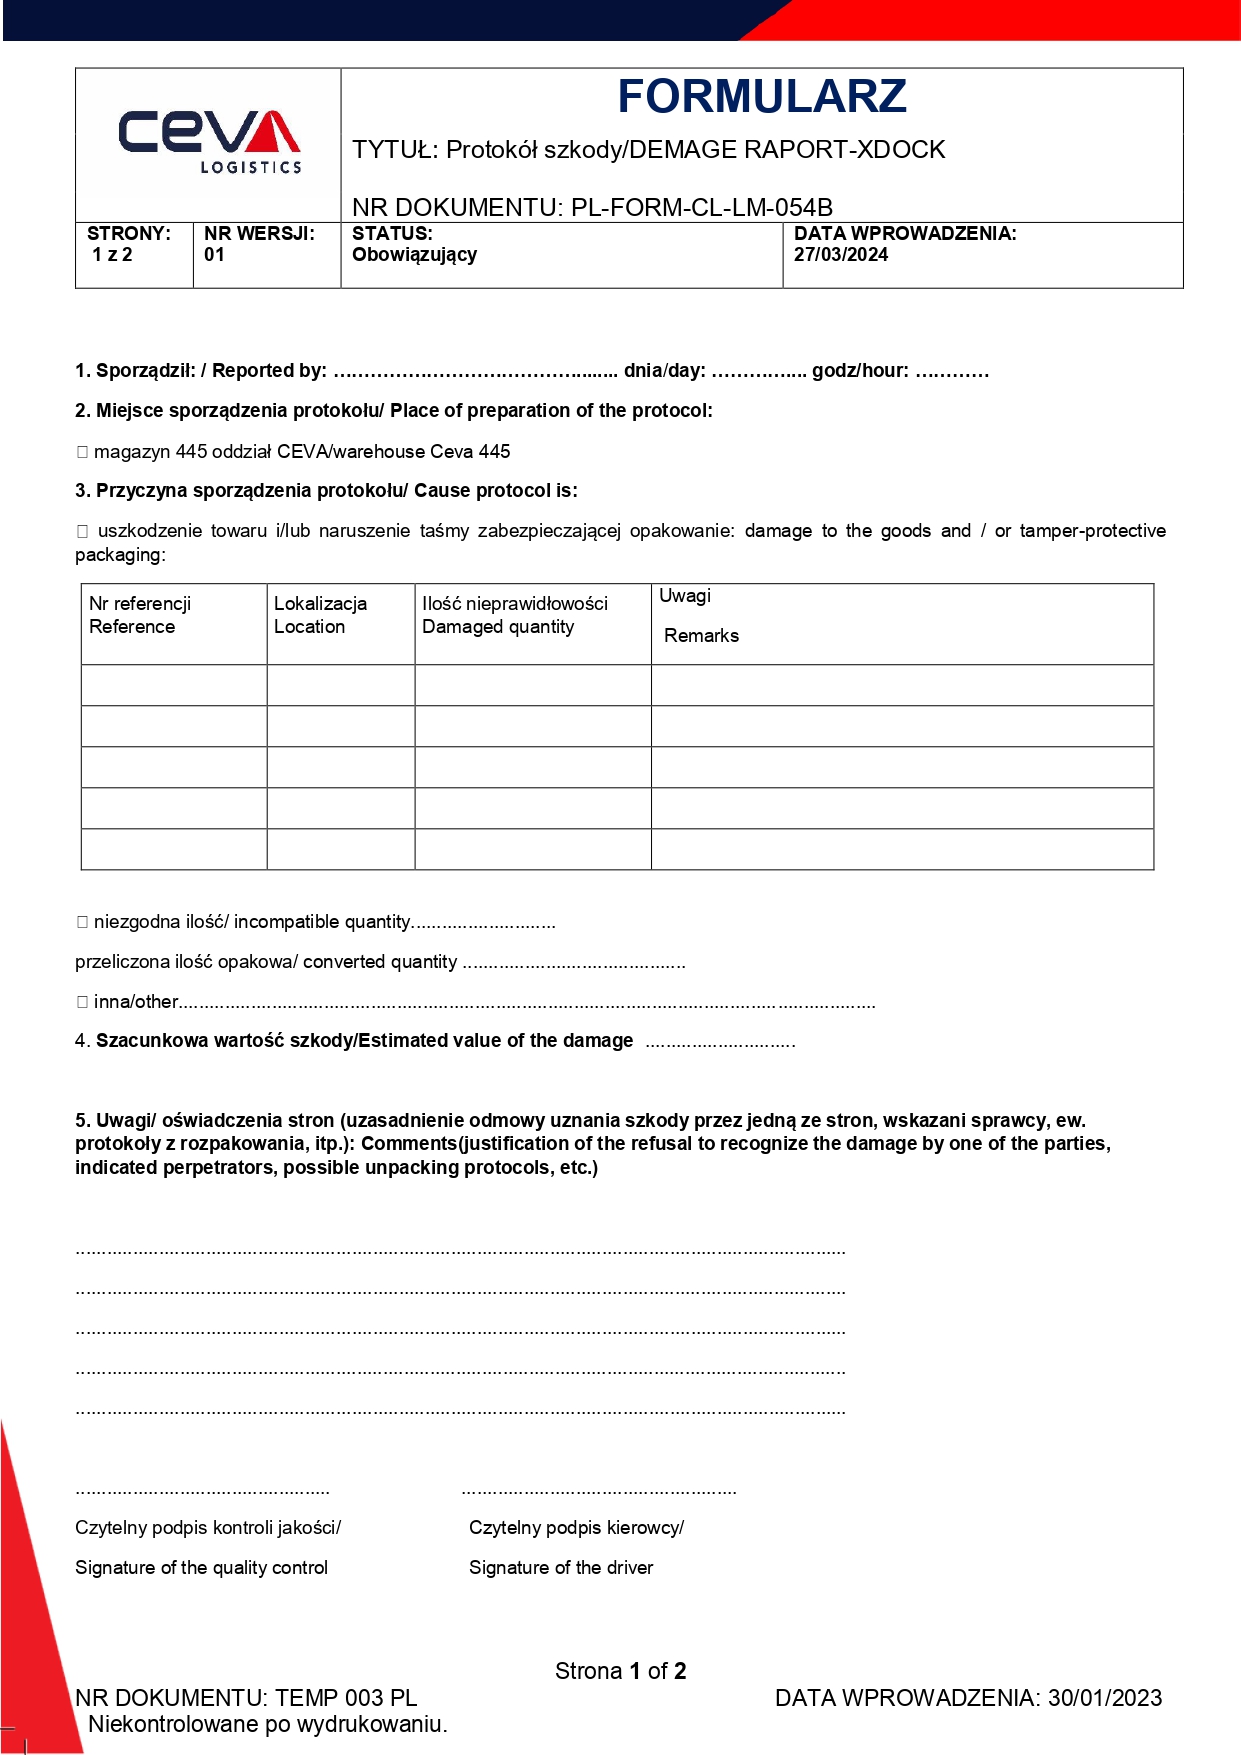 ceva
LOGISTICS
FORMULARZ
TYTUŁ: Protokół szkody/DEMAGE RAPORT-XDOCK
NR DOKUMENTU: PL-FORM-CL-LM-054B
STRONY:
1 z 2
NR WERSJI:
01
STATUS:
Obowiązujący
DATA WPROWADZENIA:
27/03/2024
1. Sporządził: / Reported by: ……………………………………......... dnia/day: …………….. godz/hour: …………
2. Miejsce sporządzenia protokołu/ Place of preparation of the protocol:
□ magazyn 445 oddział CEVA/warehouse Ceva 445
3. Przyczyna sporządzenia protokołu/ Cause protocol is:
□ uszkodzenie towaru i/lub naruszenie taśmy zabezpieczającej opakowanie: damage to the goods and / or tamper-protective
packaging:
Nr referencji
Reference
Lokalizacja
Location
Ilość nieprawidłowości
Damaged quantity
Uwagi
Remarks
□ niezgodna ilość/ incompatible quantity............................
przeliczona ilość opakowa/ converted quantity ...........................................
□ inna/other......................................................................................................................................
4. Szacunkowa wartość szkody/Estimated value of the damage .............................
5. Uwagi/ oświadczenia stron (uzasadnienie odmowy uznania szkody przez jedną ze stron, wskazani sprawcy, ew.
protokoły z rozpakowania, itp.): Comments(justification of the refusal to recognize the damage by one of the parties,
indicated perpetrators, possible unpacking protocols, etc.)
....................................................................................................................................................
....................................................................................................................................................
....................................................................................................................................................
....................................................................................................................................................
....................................................................................................................................................
................................................. .....................................................
Czytelny podpis kontroli jakości/ Czytelny podpis kierowcy/
Signature of the quality control Signature of the driver
Strona 1 of 2
NR DOKUMENTU: TEMP 003 PL DATA WPROWADZENIA: 30/01/2023
Niekontrolowane po wydrukowaniu.